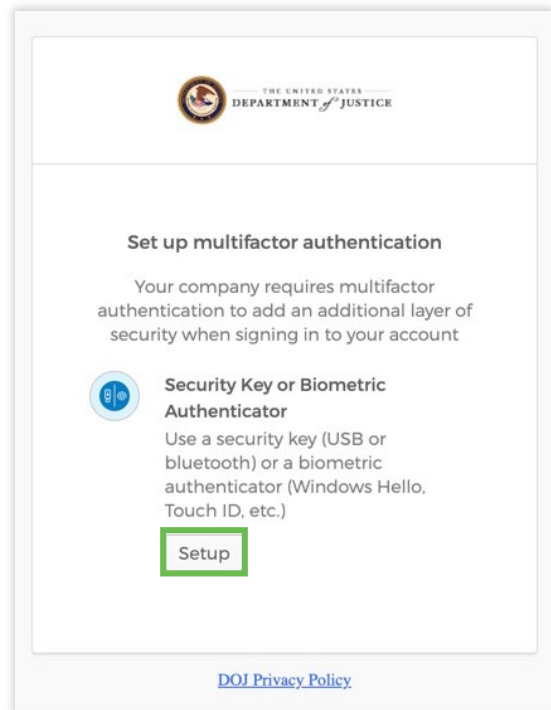 THE UNITED STATES
DEPARTMENT of JUSTICE
Set up multifactor authentication
Your company requires multifactor
authentication to add an additional layer of
security when signing in to your account
Security Key or Biometric
Authenticator
Use a security key (USB or
bluetooth) or a biometric
authenticator (Windows Hello,
Touch ID, etc.)
Setup
DOJ Privacy Policy